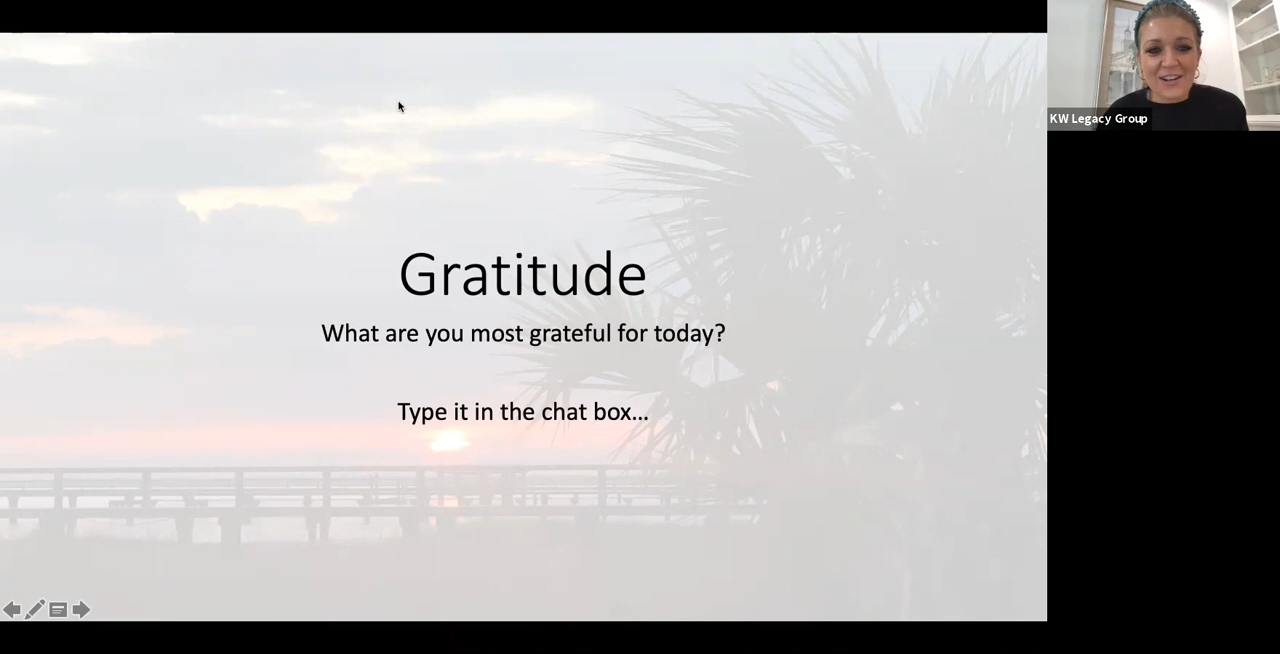 Gratitude
What are you most grateful for today?
Type it in the chat box...
KW Legacy Group